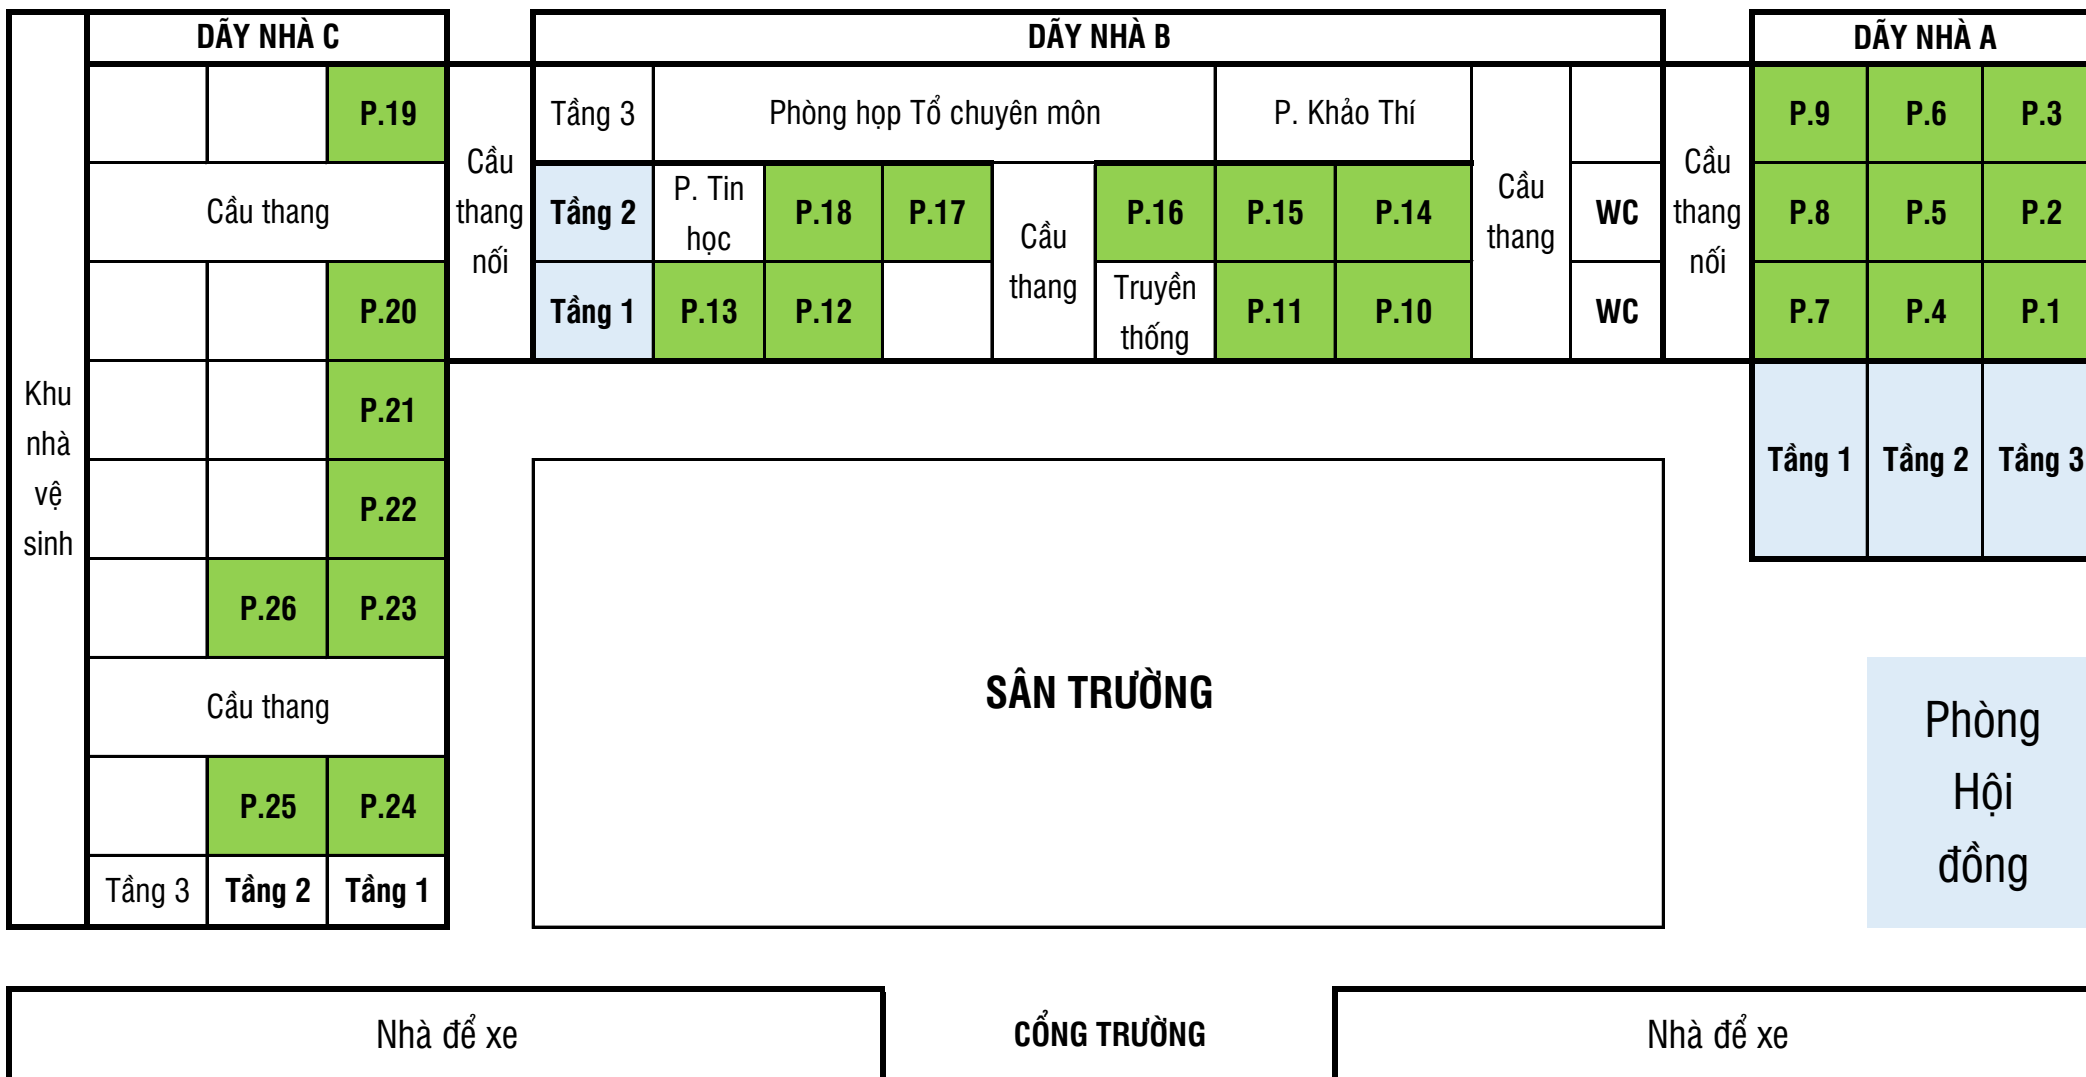 DÃY NHÀ C
DÃY NHÀ B
DÃY NHÀ A
P.19
Tầng 3
Phòng họp Tổ chuyên môn
P. Khảo Thí
P.9
P.6
P.3
Cầu
thang
nối
Cầu thang
Tầng 2
P. Tin
học
P.18
P.17
Cầu
thang
P.16
P.15
P.14
Cầu
thang
WC
Cầu
thang
nối
P.8
P.5
P.2
P.20
Tầng 1
P.13
P.12
Truyền
thống
P.11
P.10
WC
P.7
P.4
P.1
Khu
nhà
vệ
sinh
P.21
P.22
Tầng 1
Tầng 2
Tầng 3
P.26
P.23
Cầu thang
SÂN TRƯỜNG
Phòng
Hội
đồng
P.25
P.24
Tầng 3
Tầng 2
Tầng 1
Nhà để xe
CỔNG TRƯỜNG
Nhà để xe